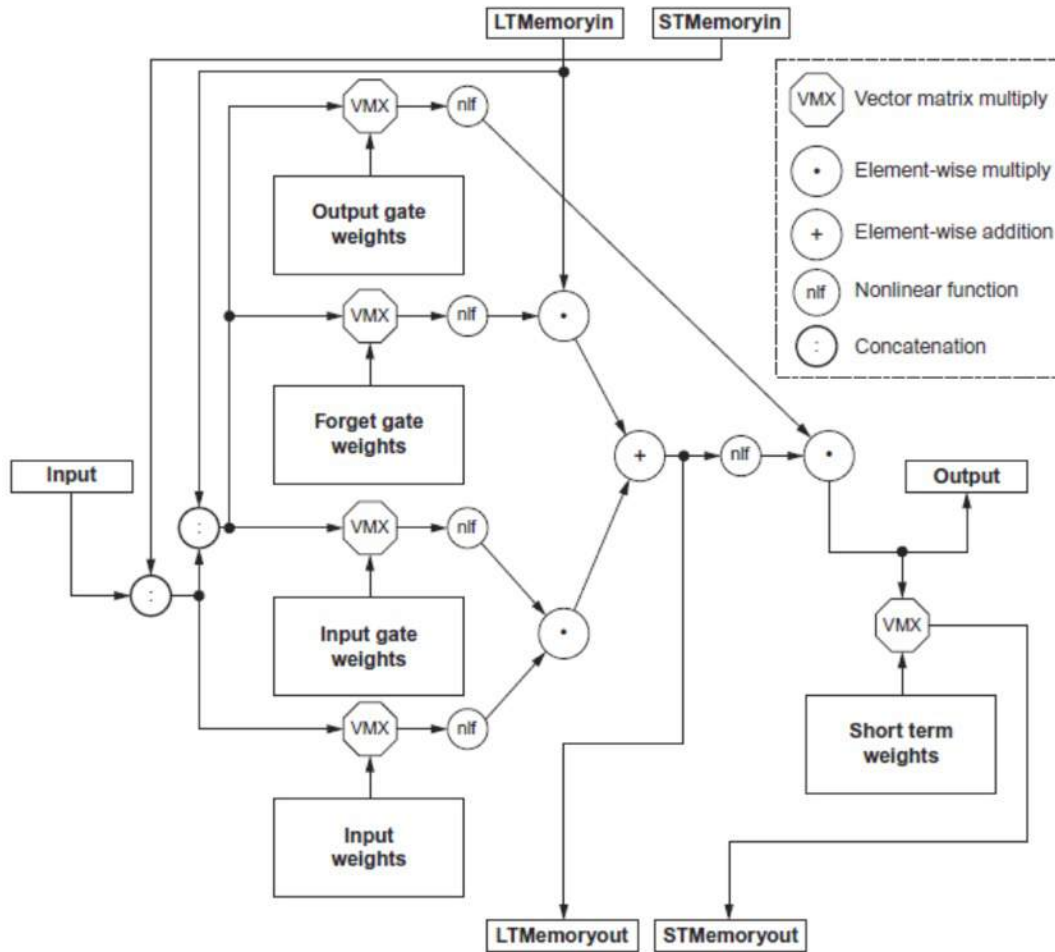 LTMemoryin
STMemoryin
VMX
nlf
Output gate
weights
VMX
nlf
•
Forget gate
weights
Input
+
nlf
•
Output
:
VMX
nlf
:
Input gate
weights
•
VMX
Short term
weights
VMX
nlf
Input
weights
LTMemoryout
STMemoryout
VMX Vector matrix multiply
• Element-wise multiply
+ Element-wise addition
nlf Nonlinear function
: Concatenation